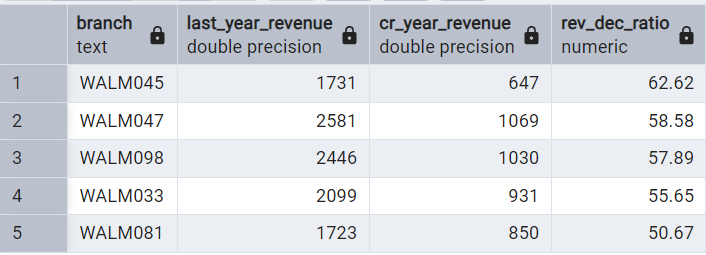 branch last_year_revenue cr_year_revenue rev_dec_ratio
text double precision double precision numeric
1 WALM045 1731 647 62.62
2 WALM047 2581 1069 58.58
3 WALM098 2446 1030 57.89
4 WALM033 2099 931 55.65
5 WALM081 1723 850 50.67